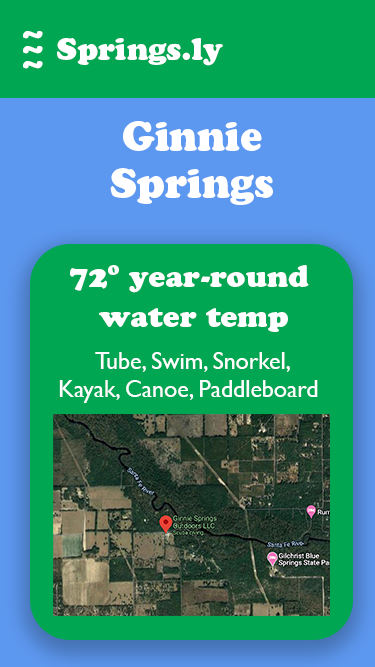 Springs.ly
Ginnie
Springs
72º year-round
water temp
Tube, Swim, Snorkel,
Kayak, Canoe, Paddleboard
Santa Fe River
Ginnie Springs
Outdoors LLC
Scuba diving
Rum
Santa Fe River
Gilchrist Blue
Springs State Pa